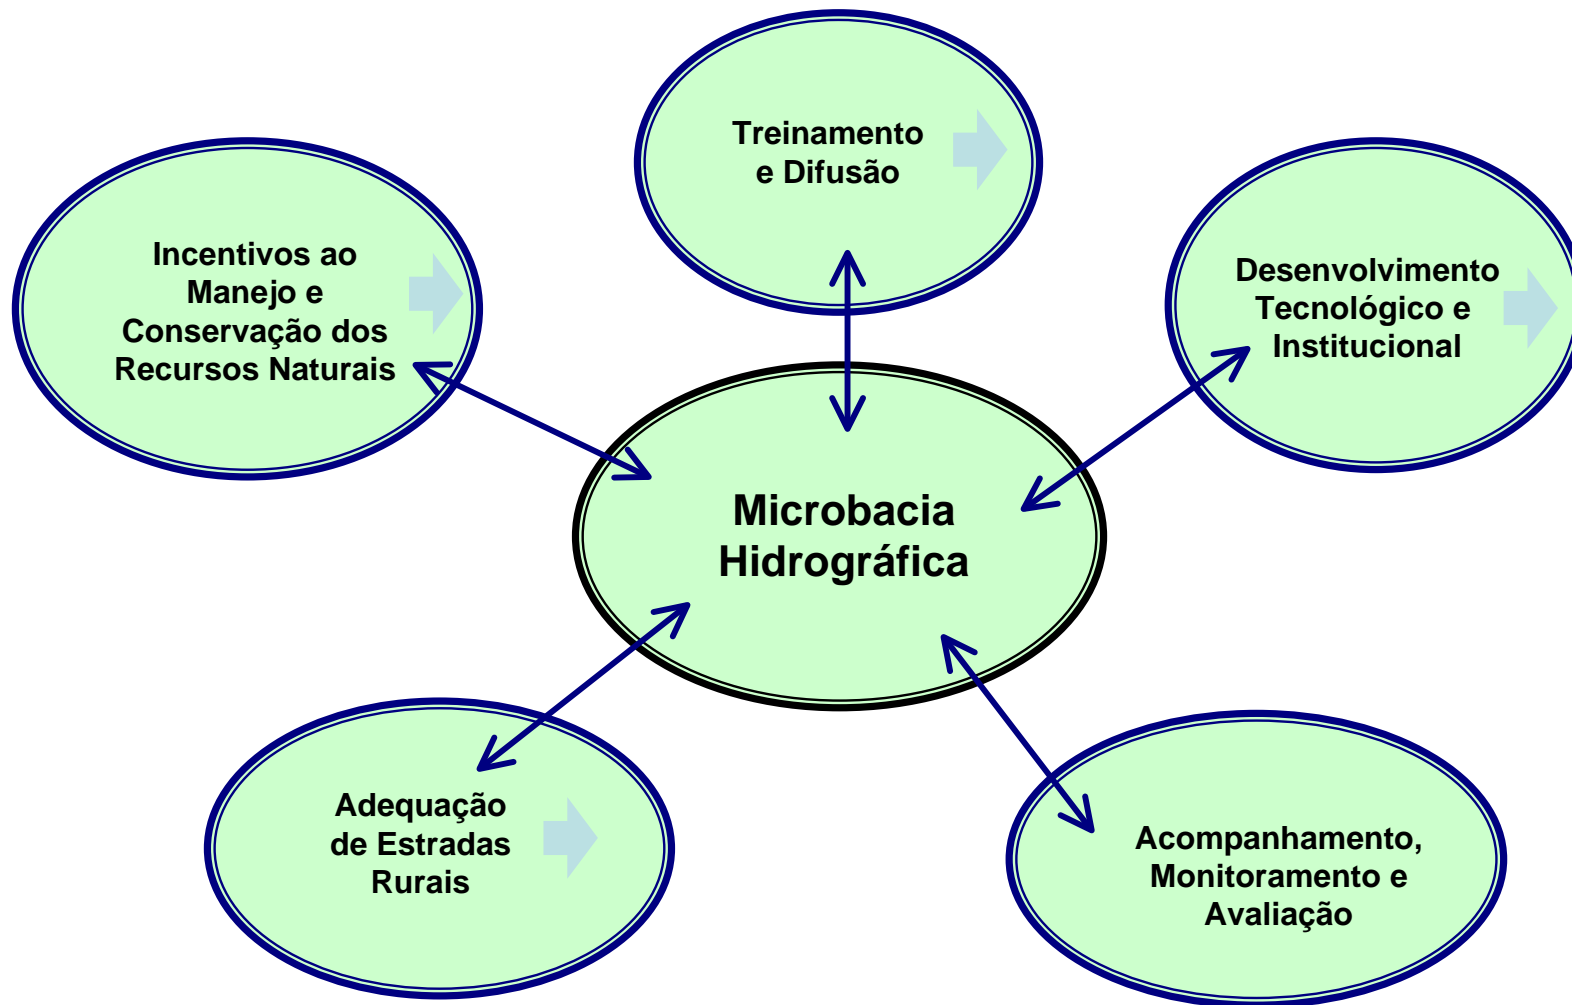 Treinamento
e Difusão
Incentivos ao
Manejo e
Conservação dos
Recursos Naturais
Desenvolvimento
Tecnológico e
Institucional
Microbacia
Hidrográfica
Adequação
de Estradas
Rurais
Acompanhamento,
Monitoramento e
Avaliação